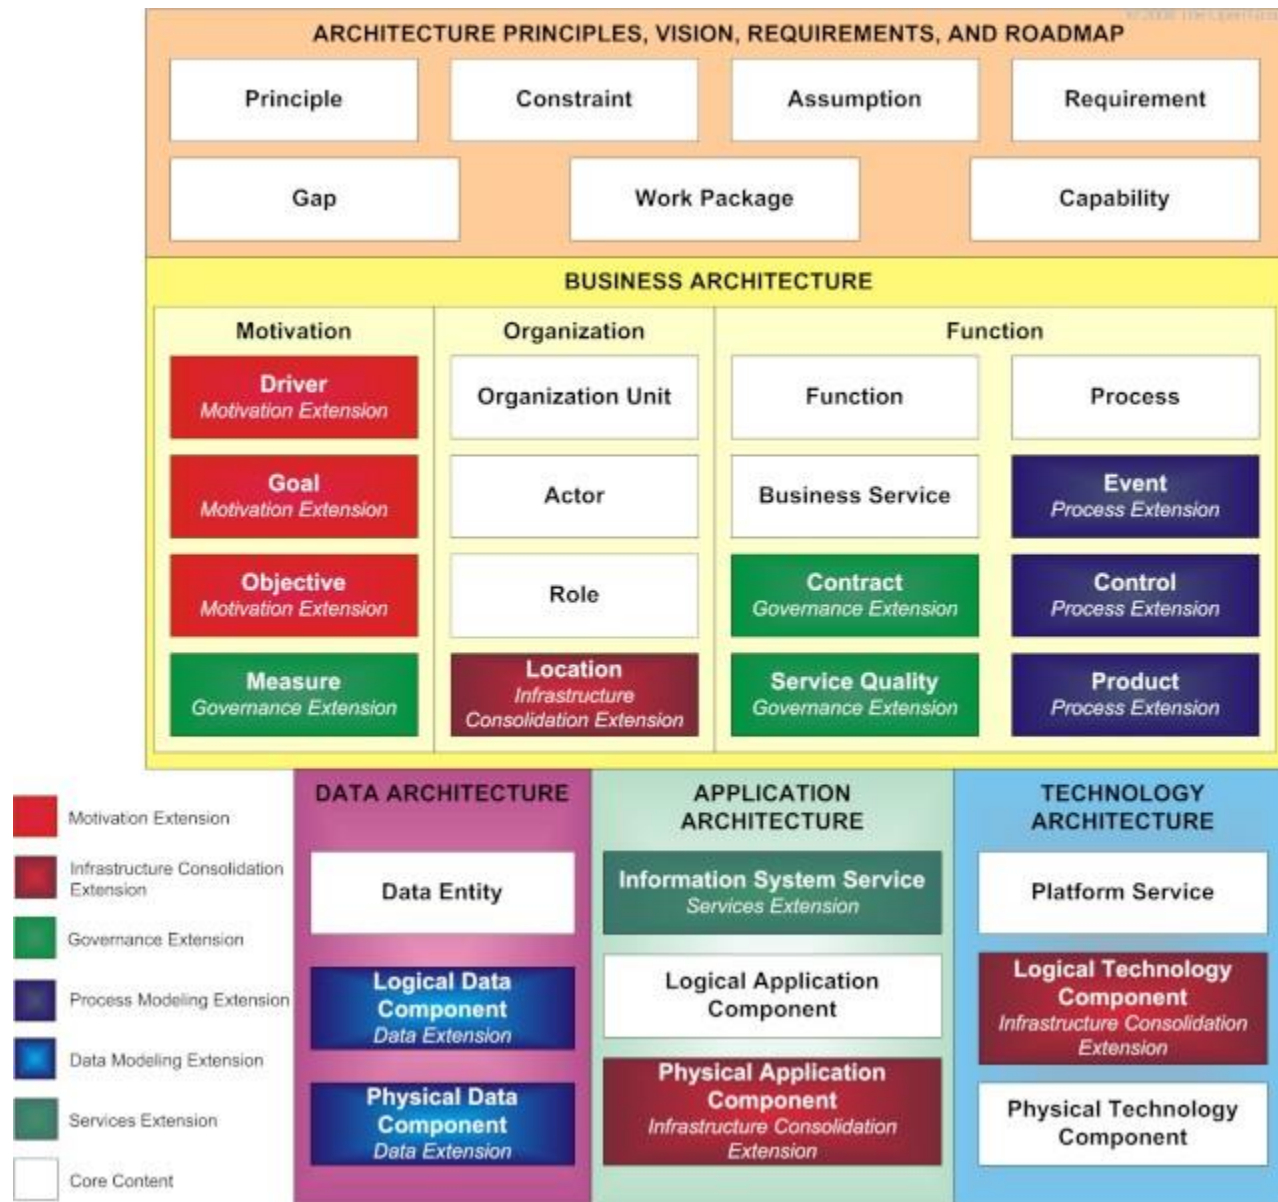 © 2008 The Open Group
ARCHITECTURE PRINCIPLES, VISION, REQUIREMENTS, AND ROADMAP
Principle
Constraint
Assumption
Requirement
Gap
Work Package
Capability
BUSINESS ARCHITECTURE
Motivation
Driver
Motivation Extension
Goal
Motivation Extension
Objective
Motivation Extension
Measure
Governance Extension
Organization
Organization Unit
Actor
Role
Location
Infrastructure
Consolidation Extension
Function
Function
Business Service
Contract
Governance Extension
Service Quality
Governance Extension
Process
Event
Process Extension
Control
Process Extension
Product
Process Extension
Motivation Extension
Infrastructure Consolidation
Extension
Governance Extension
Process Modeling Extension
Data Modeling Extension
Services Extension
Core Content
DATA ARCHITECTURE
Data Entity
Logical Data
Component
Data Extension
Physical Data
Component
Data Extension
APPLICATION
ARCHITECTURE
Information System Service
Services Extension
Logical Application
Component
Physical Application
Component
Infrastructure Consolidation
Extension
TECHNOLOGY
ARCHITECTURE
Platform Service
Logical Technology
Component
Infrastructure Consolidation
Extension
Physical Technology
Component